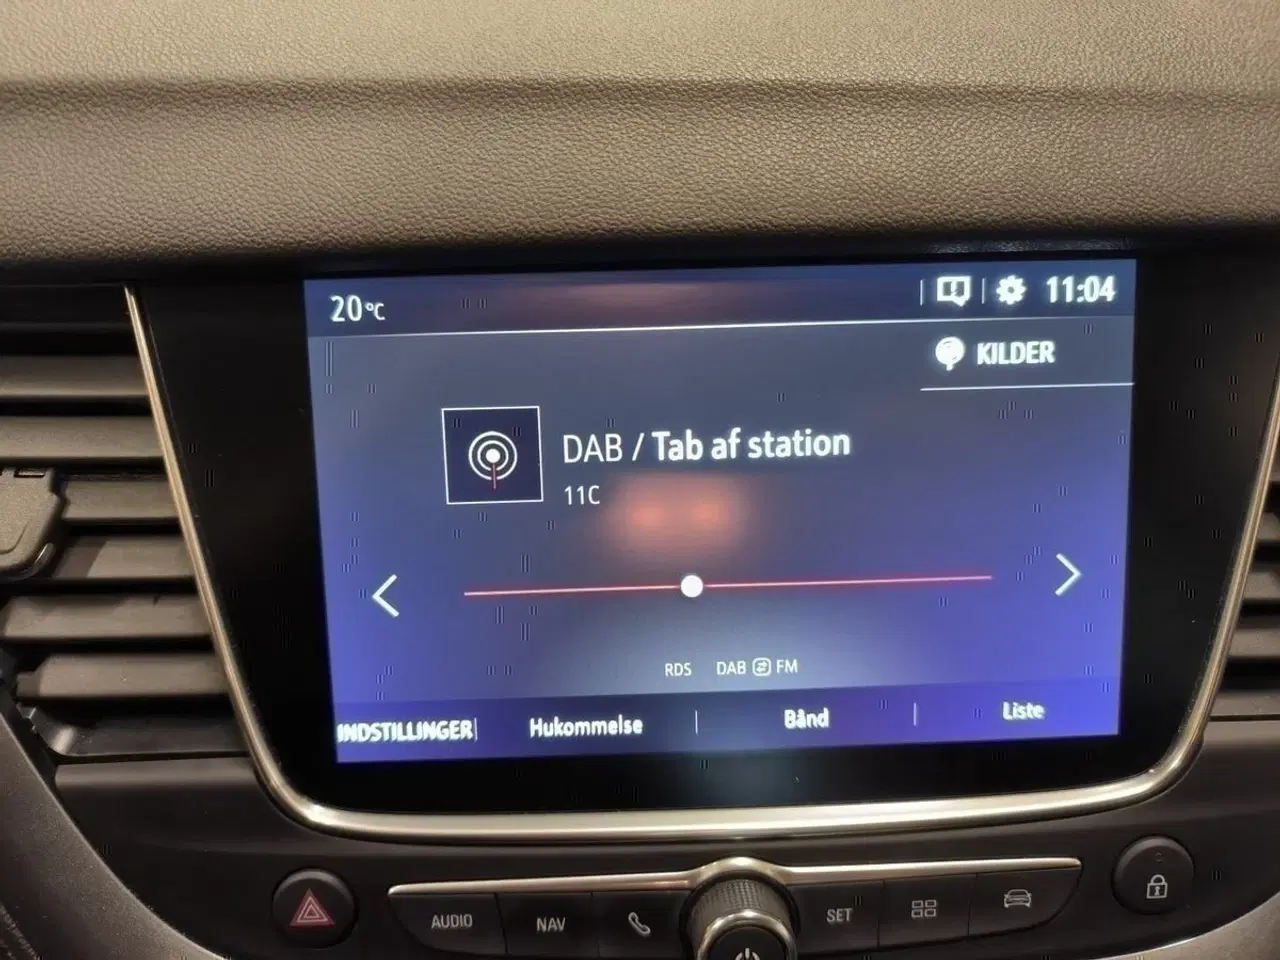 20°C
11:04
KILDER
DAB / Tab af station
11C
RDS DAB FM
INDSTILLINGER
Hukommelse
Bånd
Liste
AUDIO
NAV
SET